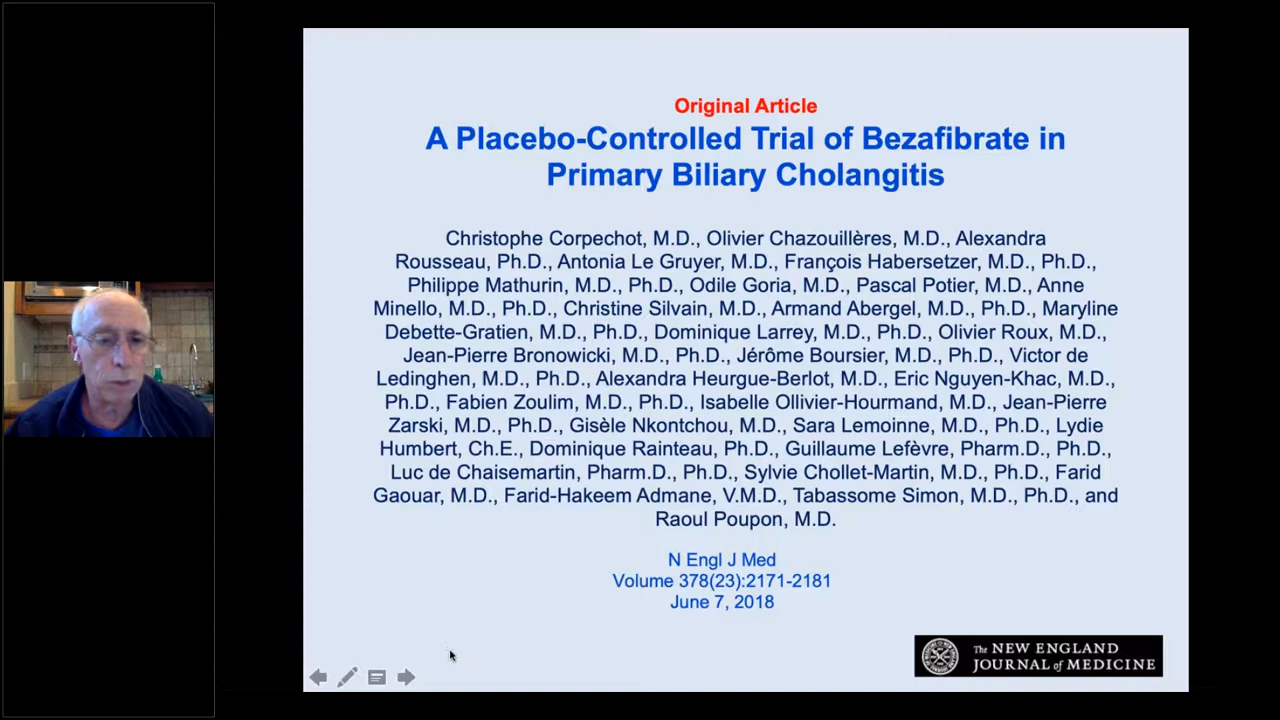 Original Article
A Placebo-Controlled Trial of Bezafibrate in
Primary Biliary Cholangitis
Christophe Corpechot, M.D., Olivier Chazouillères, M.D., Alexandra
Rousseau, Ph.D., Antonia Le Gruyer, M.D., François Habersetzer, M.D., Ph.D.,
Philippe Mathurin, M.D., Ph.D., Odile Goria, M.D., Pascal Potier, M.D., Anne
Minello, M.D., Ph.D., Christine Silvain, M.D., Armand Abergel, M.D., Ph.D., Maryline
Debette-Gratien, M.D., Ph.D., Dominique Larrey, M.D., Ph.D., Olivier Roux, M.D.,
Jean-Pierre Bronowicki, M.D., Ph.D., Jérôme Boursier, M.D., Ph.D., Victor de
Ledinghen, M.D., Ph.D., Alexandra Heurgue-Berlot, M.D., Eric Nguyen-Khac, M.D.,
Ph.D., Fabien Zoulim, M.D., Ph.D., Isabelle Ollivier-Hourmand, M.D., Jean-Pierre
Zarski, M.D., Ph.D., Gisèle Nkontchou, M.D., Sara Lemoinne, M.D., Ph.D., Lydie
Humbert, Ch.E., Dominique Rainteau, Ph.D., Guillaume Lefèvre, Pharm.D., Ph.D.,
Luc de Chaisemartin, Pharm.D., Ph.D., Sylvie Chollet-Martin, M.D., Ph.D., Farid
Gaouar, M.D., Farid-Hakeem Admane, V.M.D., Tabassome Simon, M.D., Ph.D., and
Raoul Poupon, M.D.
N Engl J Med
Volume 378(23):2171-2181
June 7, 2018
The NEW ENGLAND
JOURNAL of MEDICINE